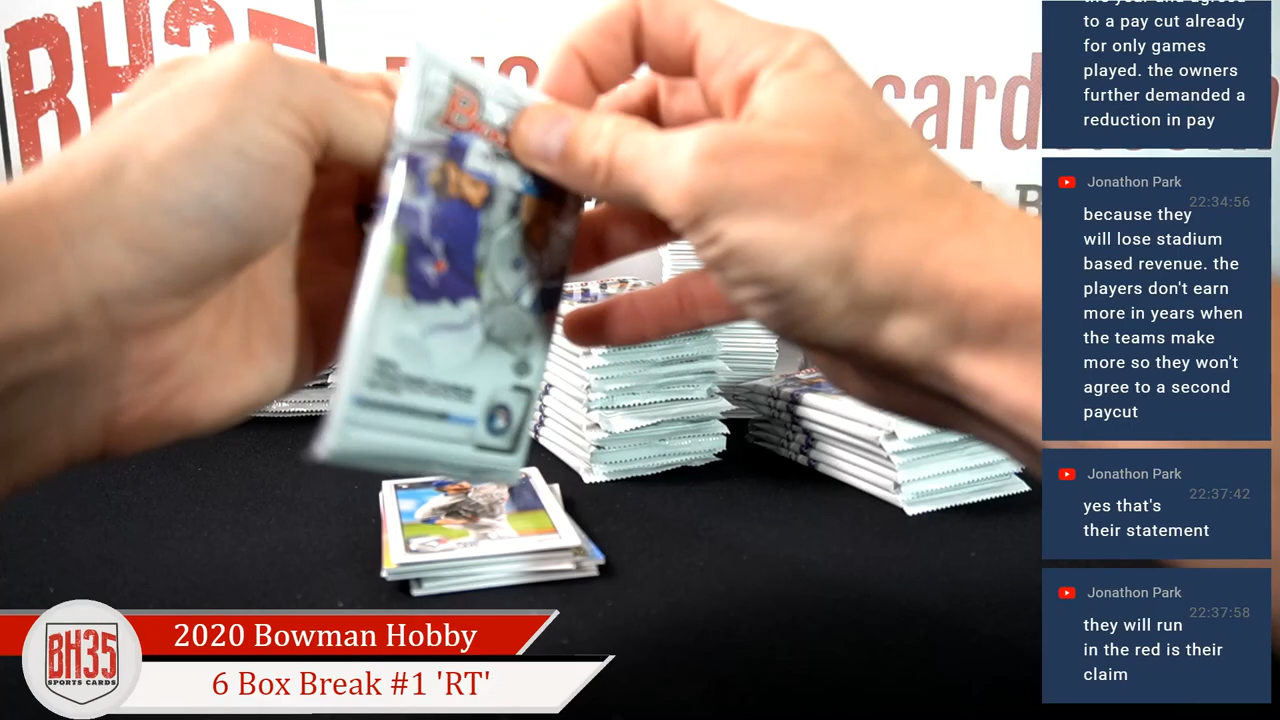 BH35
card
to a pay cut already
for only games
played. the owners
further demanded a
reduction in pay
Jonathon Park
22:34:56
because they
will lose stadium
based revenue. the
players don't earn
more in years when
the teams make
more so they won't
agree to a second
paycut
Jonathon Park
22:37:42
yes that's
their statement
Jonathon Park
22:37:58
they will run
in the red is their
claim
BH35
SPORTS CARDS
2020 Bowman Hobby
6 Box Break #1 'RT'